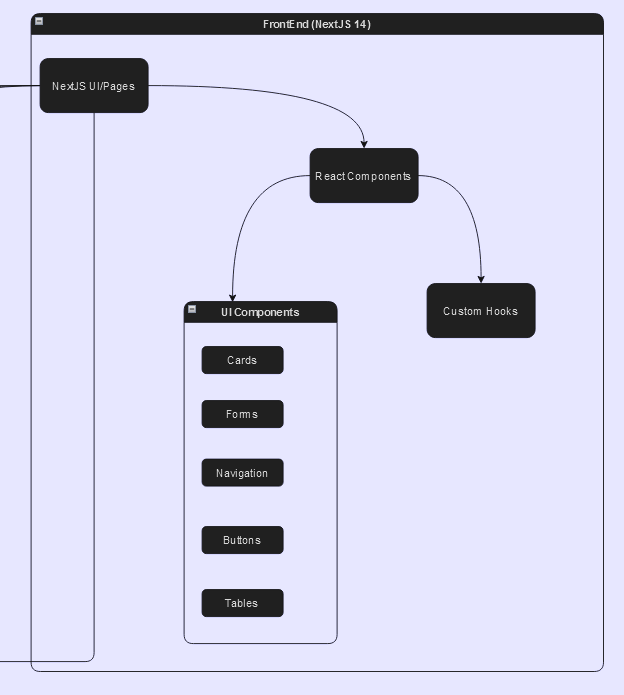 FrontEnd (NextJS 14)
NextJS UI/Pages
React Components
UI Components
Custom Hooks
Cards
Forms
Navigation
Buttons
Tables